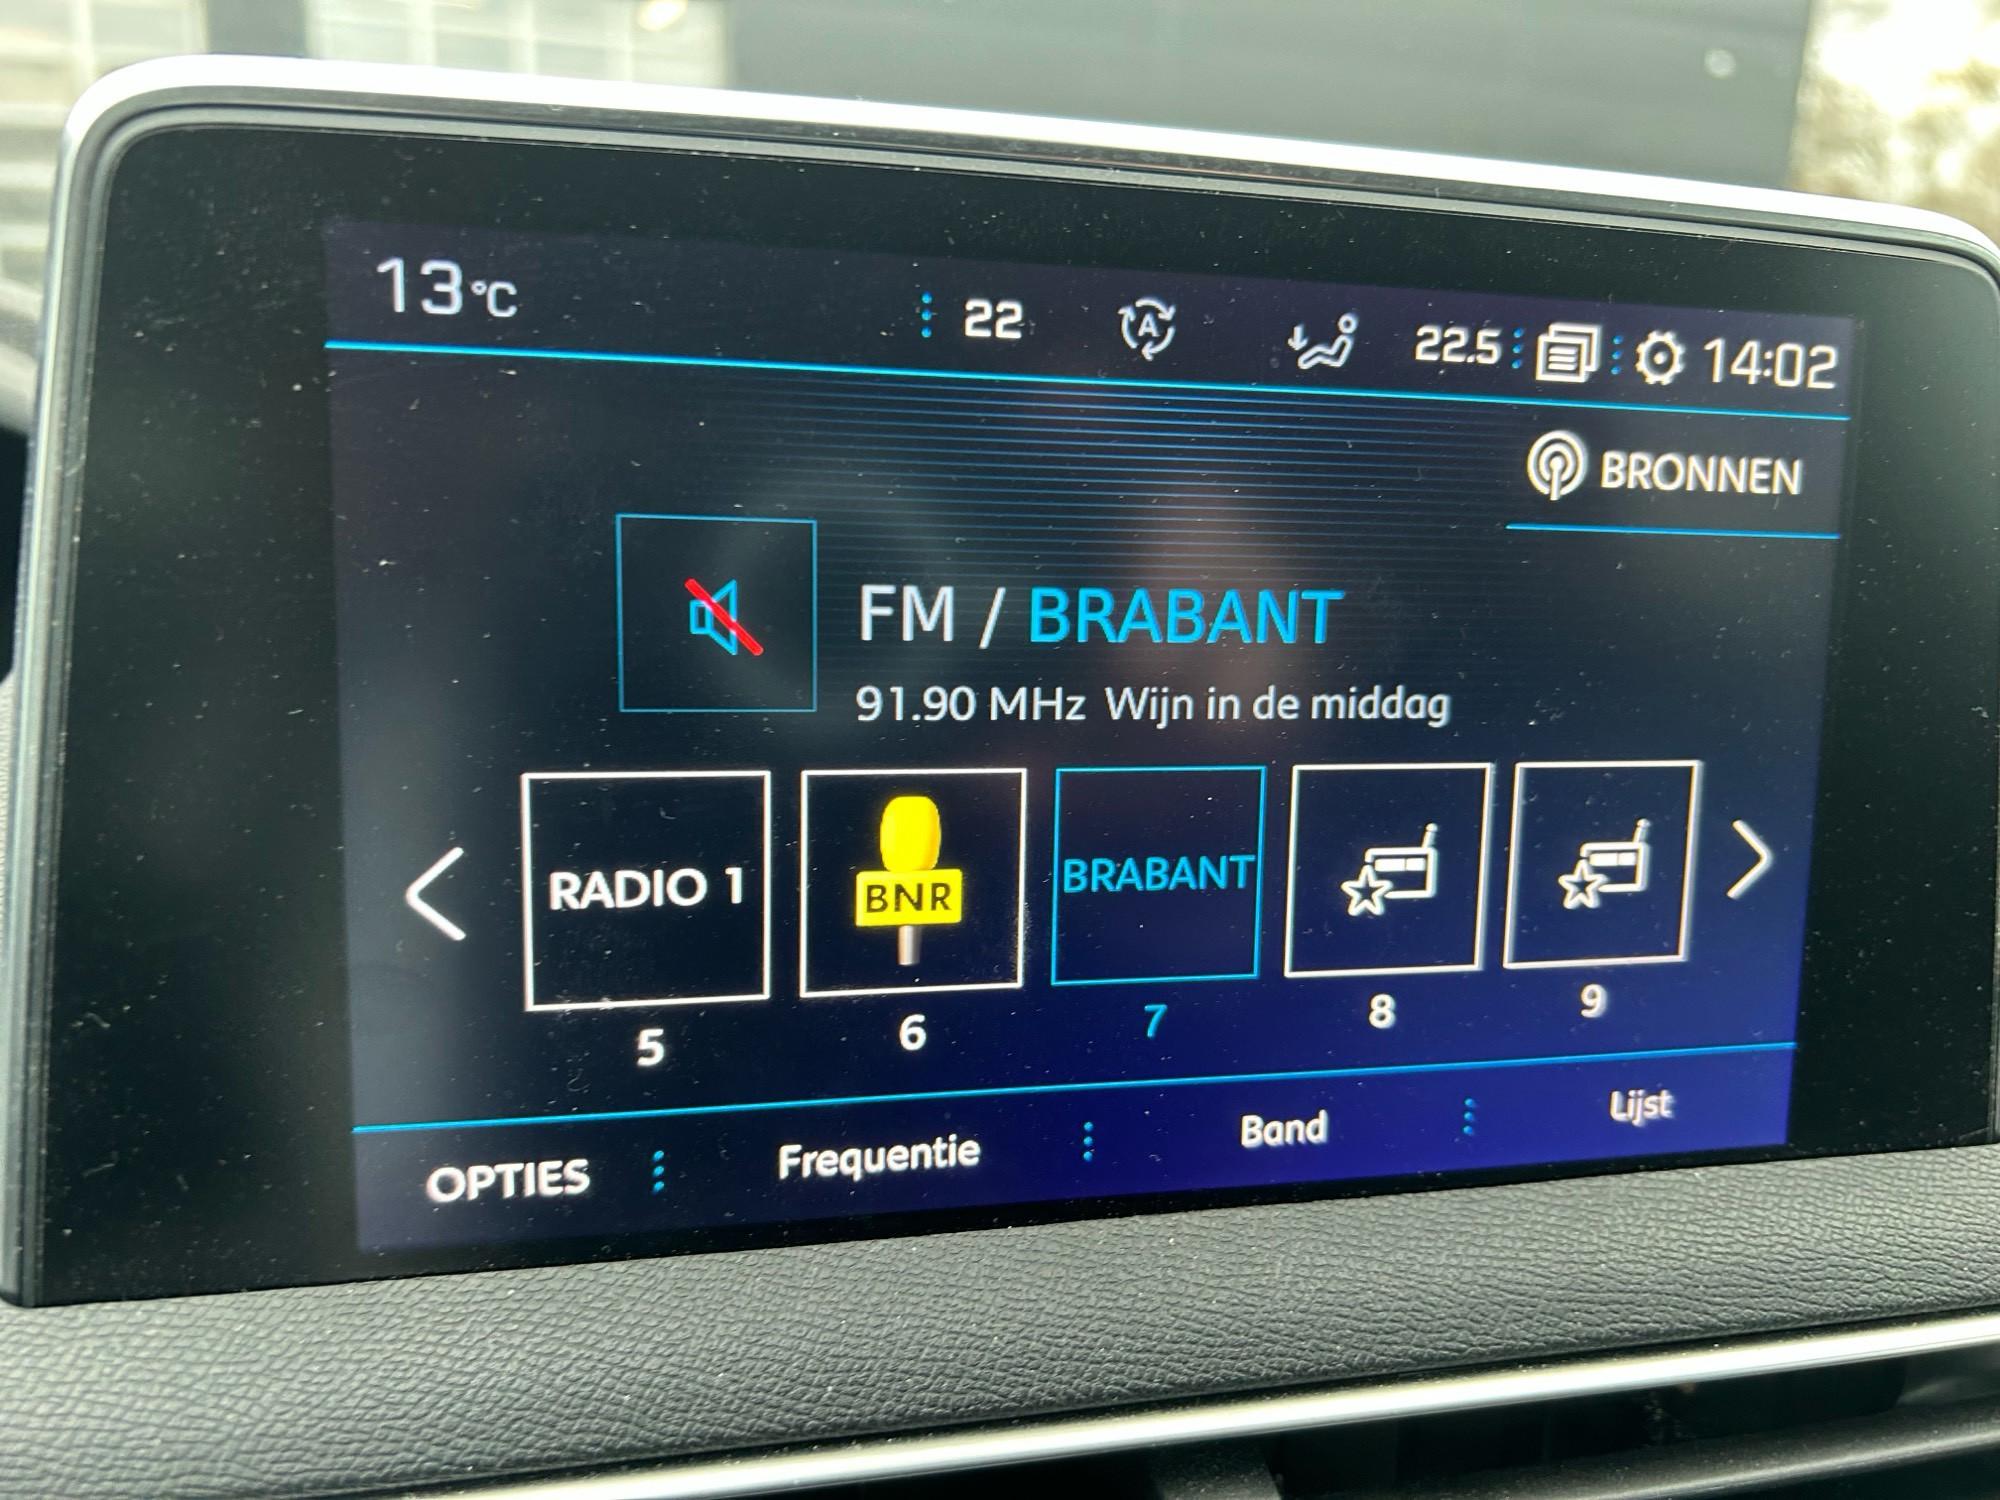 13°C 22 A 22.5 14:02
BRONNEN
FM / BRABANT
91.90 MHz Wijn in de middag
RADIO 1 BNR BRABANT
5 6 7 8 9
OPTIES Frequentie Band Lijst